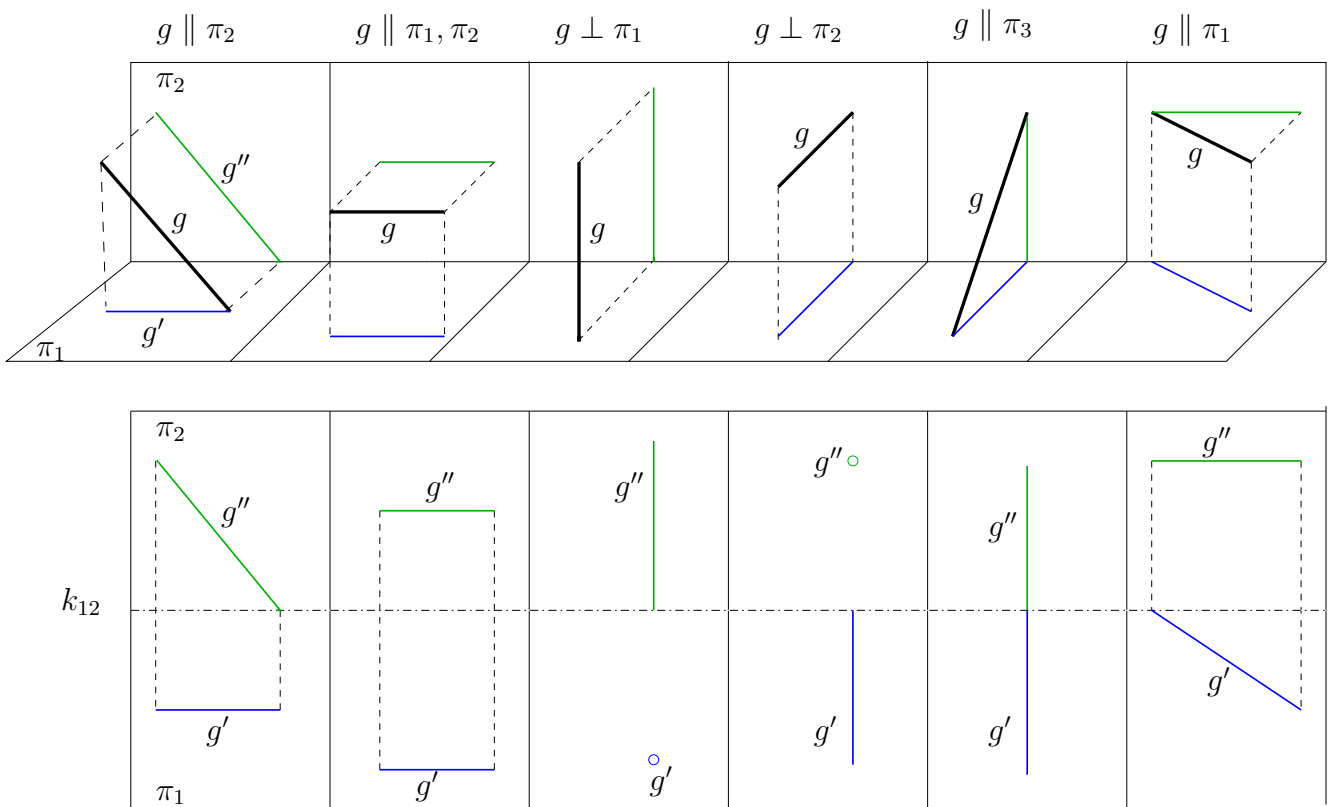 g ∥ π₂ g ∥ π₁, π₂ g ⊥ π₁ g ⊥ π₂ g ∥ π₃ g ∥ π₁
π₂
g″ g g g g g g
g′
π₁
π₂
g″ g″ g″ g″ g″ g″
k₁₂
g′ g′ g′ g′ g′ g′
π₁